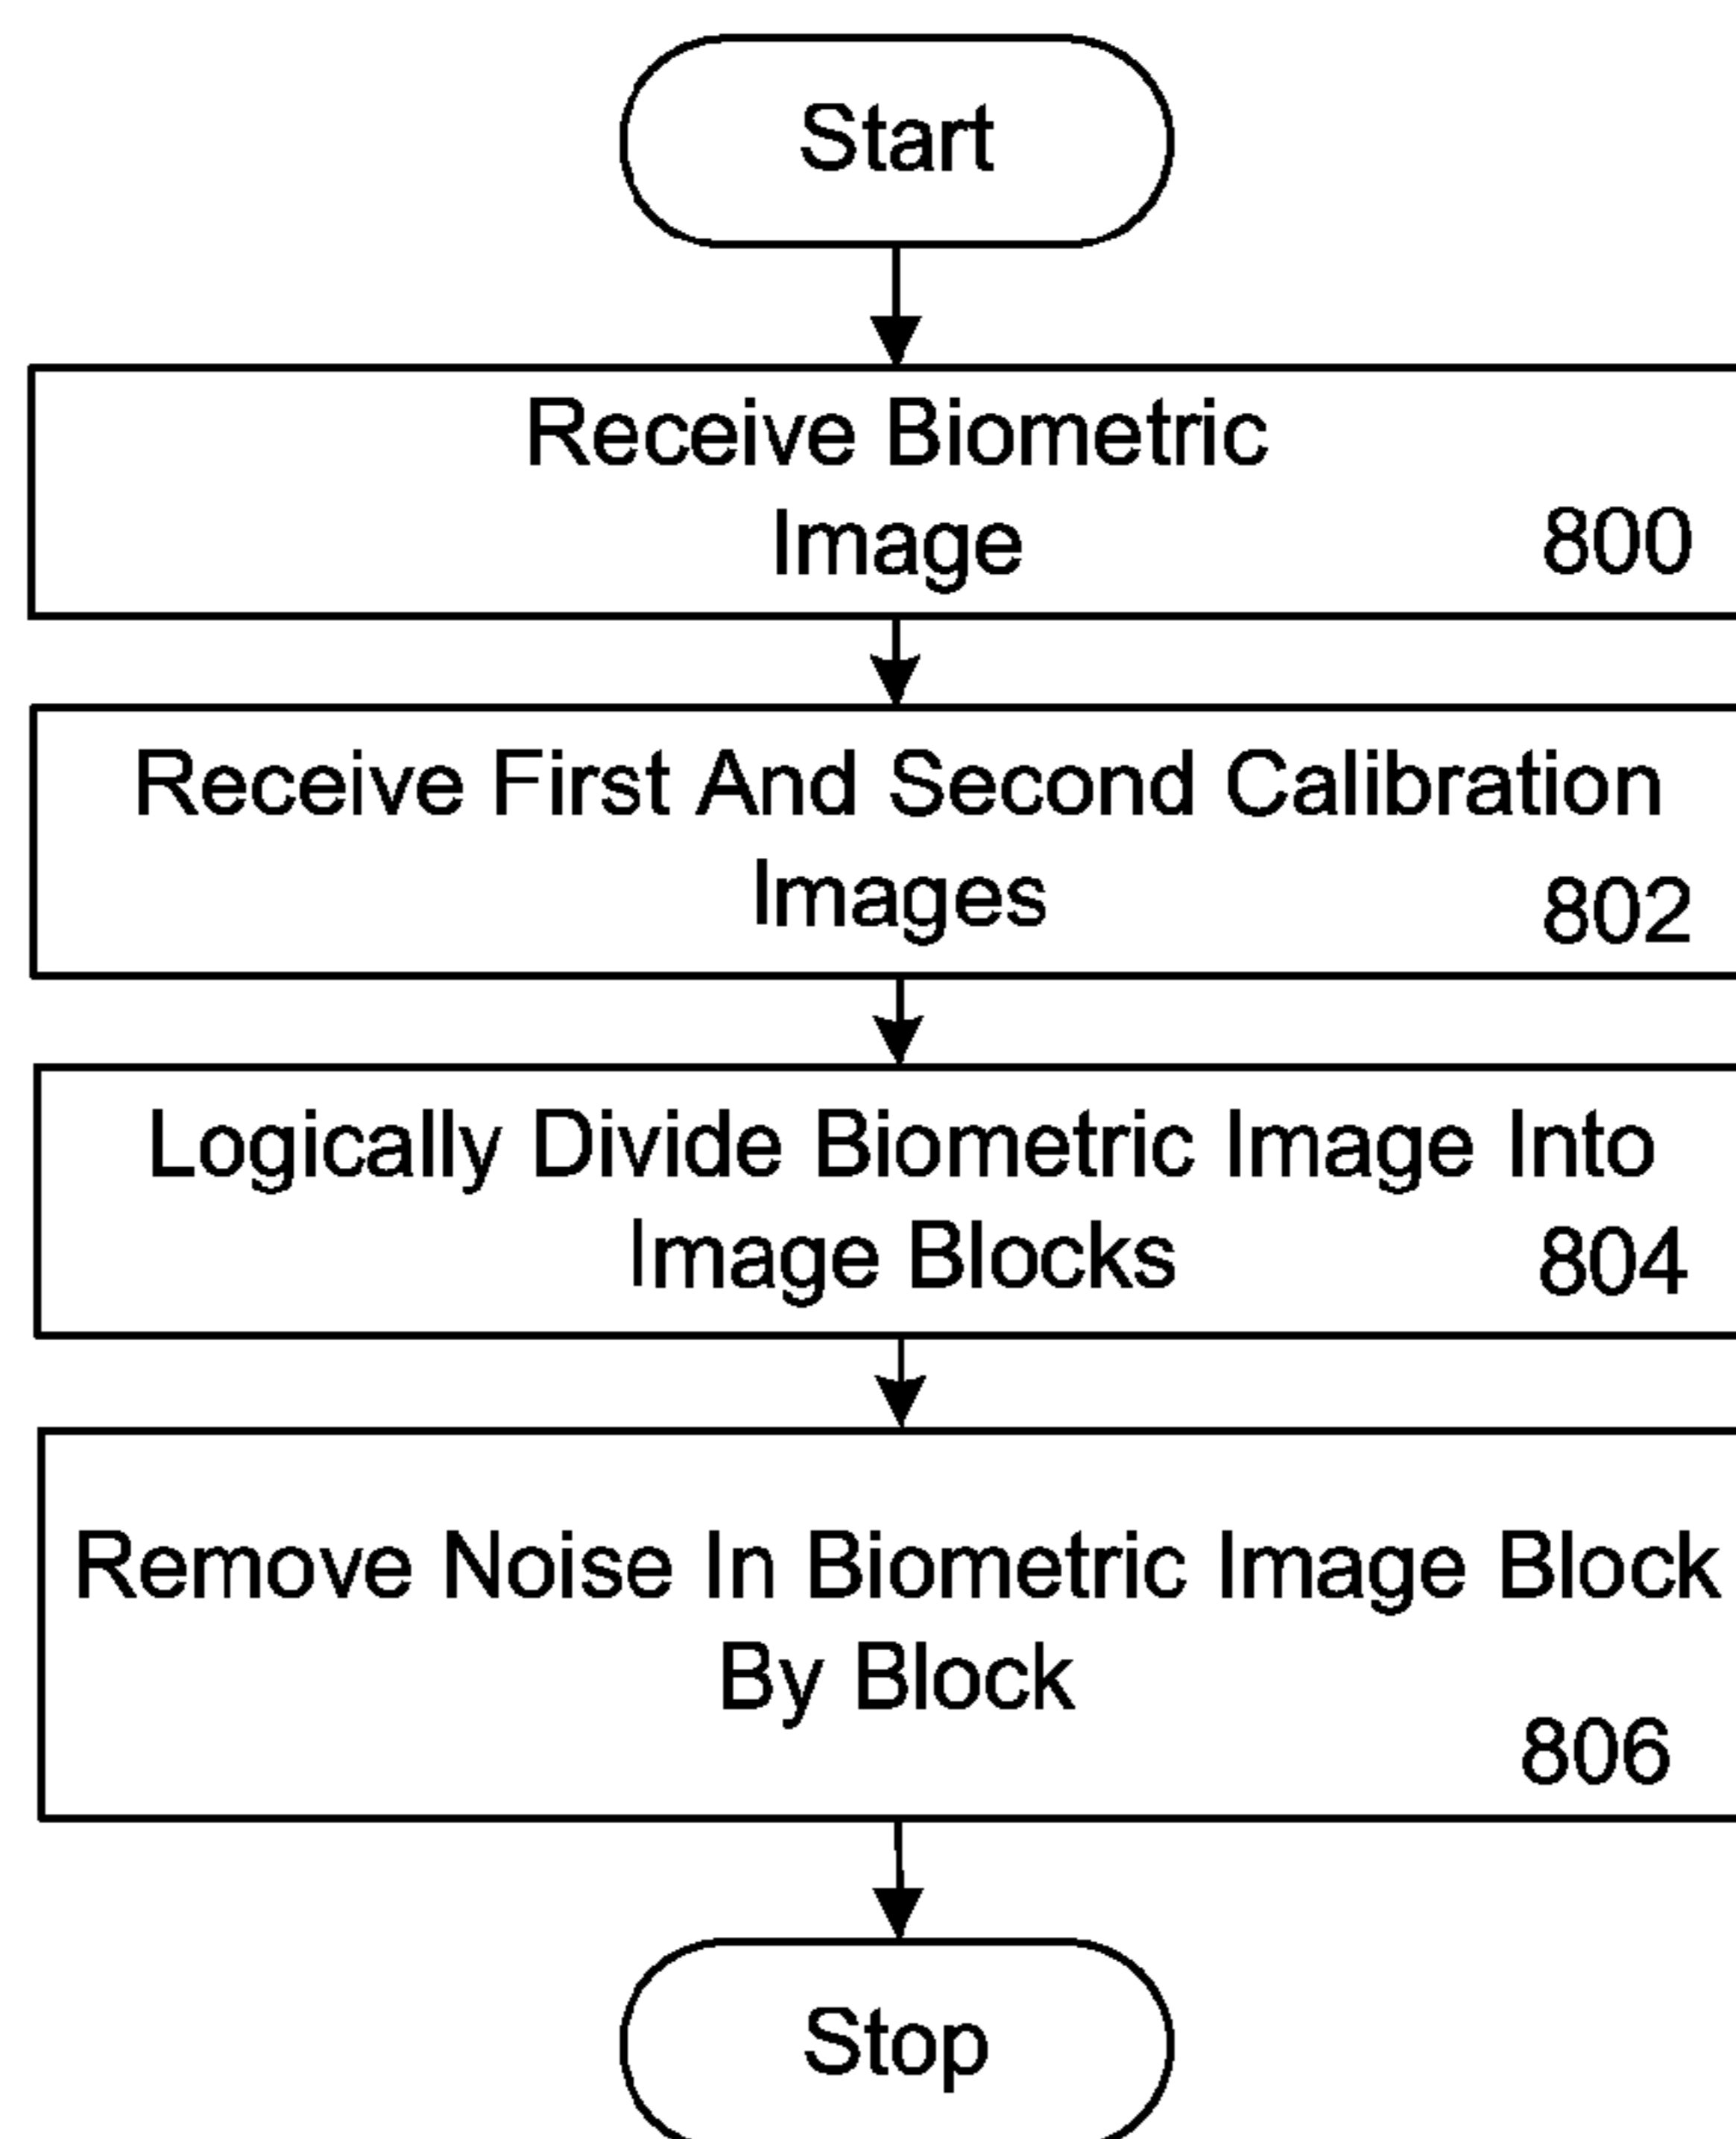 Start
Receive Biometric
Image
800
Receive First And Second Calibration
Images
802
Logically Divide Biometric Image Into
Image Blocks
804
Remove Noise In Biometric Image Block
By Block
806
Stop